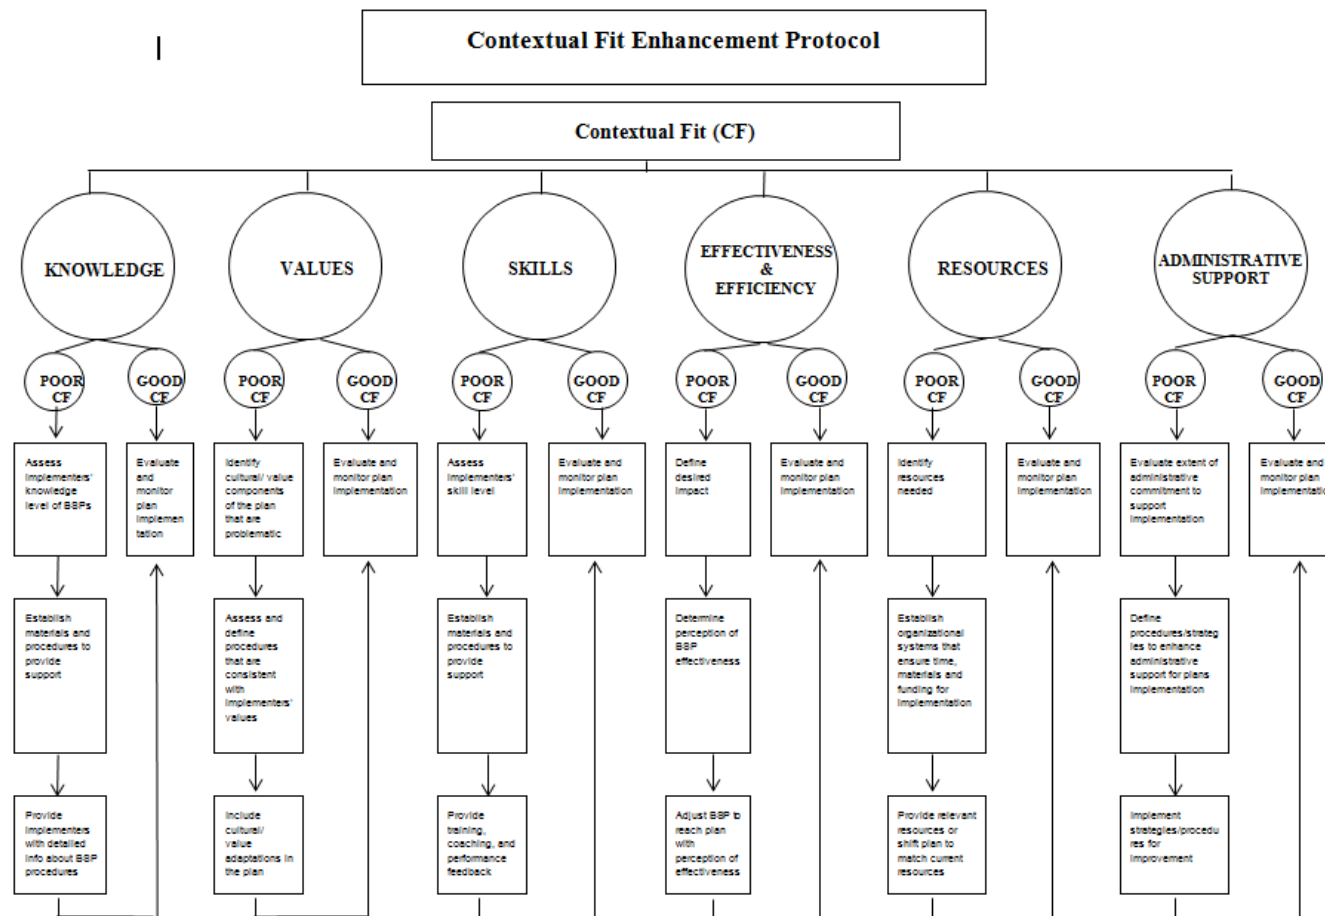 Contextual Fit Enhancement Protocol
Contextual Fit (CF)
KNOWLEDGE
VALUES
SKILLS
EFFECTIVENESS
&
EFFICIENCY
RESOURCES
ADMINISTRATIVE
SUPPORT
POOR
CF
GOOD
CF
POOR
CF
GOOD
CF
POOR
CF
GOOD
CF
POOR
CF
GOOD
CF
POOR
CF
GOOD
CF
POOR
CF
GOOD
CF
Assess
implementers'
knowledge
level of BSPs
Evaluate
and
monitor
plan
implemen
tation
Identify
cultural/ value
components
of the plan
that are
problematic
Evaluate and
monitor plan
implementation
Assess
implementers'
skill level
Evaluate and
monitor plan
implementation
Define
desired
impact
Evaluate and
monitor plan
implementation
Identify
resources
needed
Evaluate and
monitor plan
implementation
Evaluate extent of
administrative
commitment to
support
implementation
Evaluate and
monitor plan
implementation
Establish
materials and
procedures to
provide
support
Assess and
define
procedures
that are
consistent
with
implementers'
values
Establish
materials and
procedures to
provide
support
Determine
perception of
BSP
effectiveness
Establish
organizational
systems that
ensure time,
materials and
funding for
implementation
Define
procedures/strateg
ies to enhance
administrative
support for plans
implementation
Provide
implementers
with detailed
info about BSP
procedures
Include
cultural/
value
adaptations in
the plan
Provide
training,
coaching, and
performance
feedback
Adjust BSP to
reach plan
with
perception of
effectiveness
Provide relevant
resources or
shift plan to
match current
resources
Implement
strategies/procedu
res for
improvement